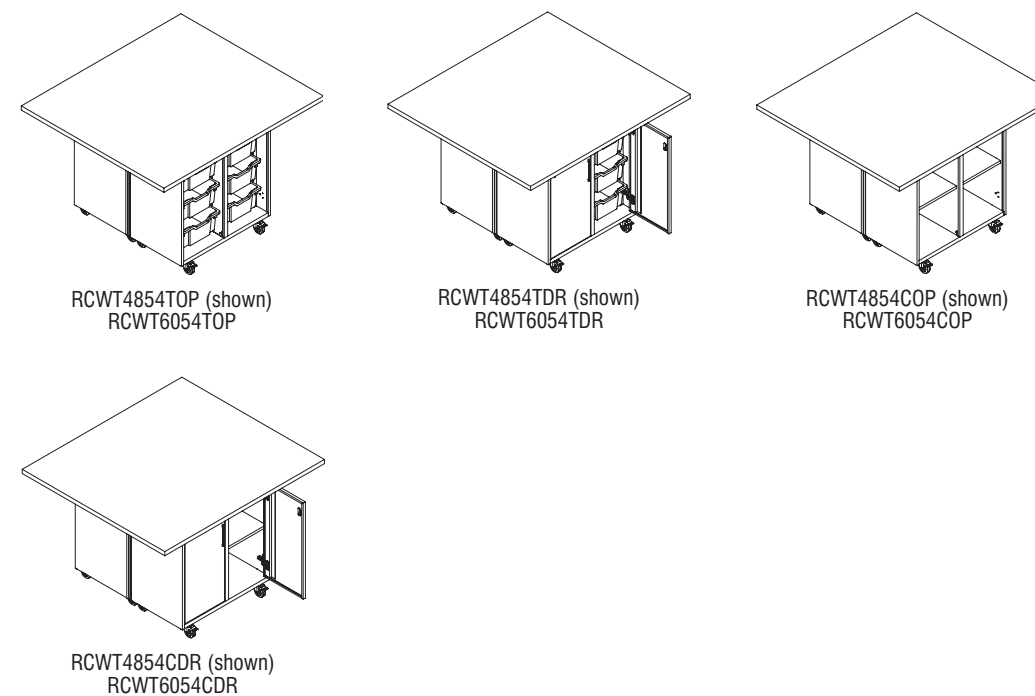 RCWT4854TOP (shown)
RCWT6054TOP
RCWT4854TDR (shown)
RCWT6054TDR
RCWT4854COP (shown)
RCWT6054COP
RCWT4854CDR (shown)
RCWT6054CDR